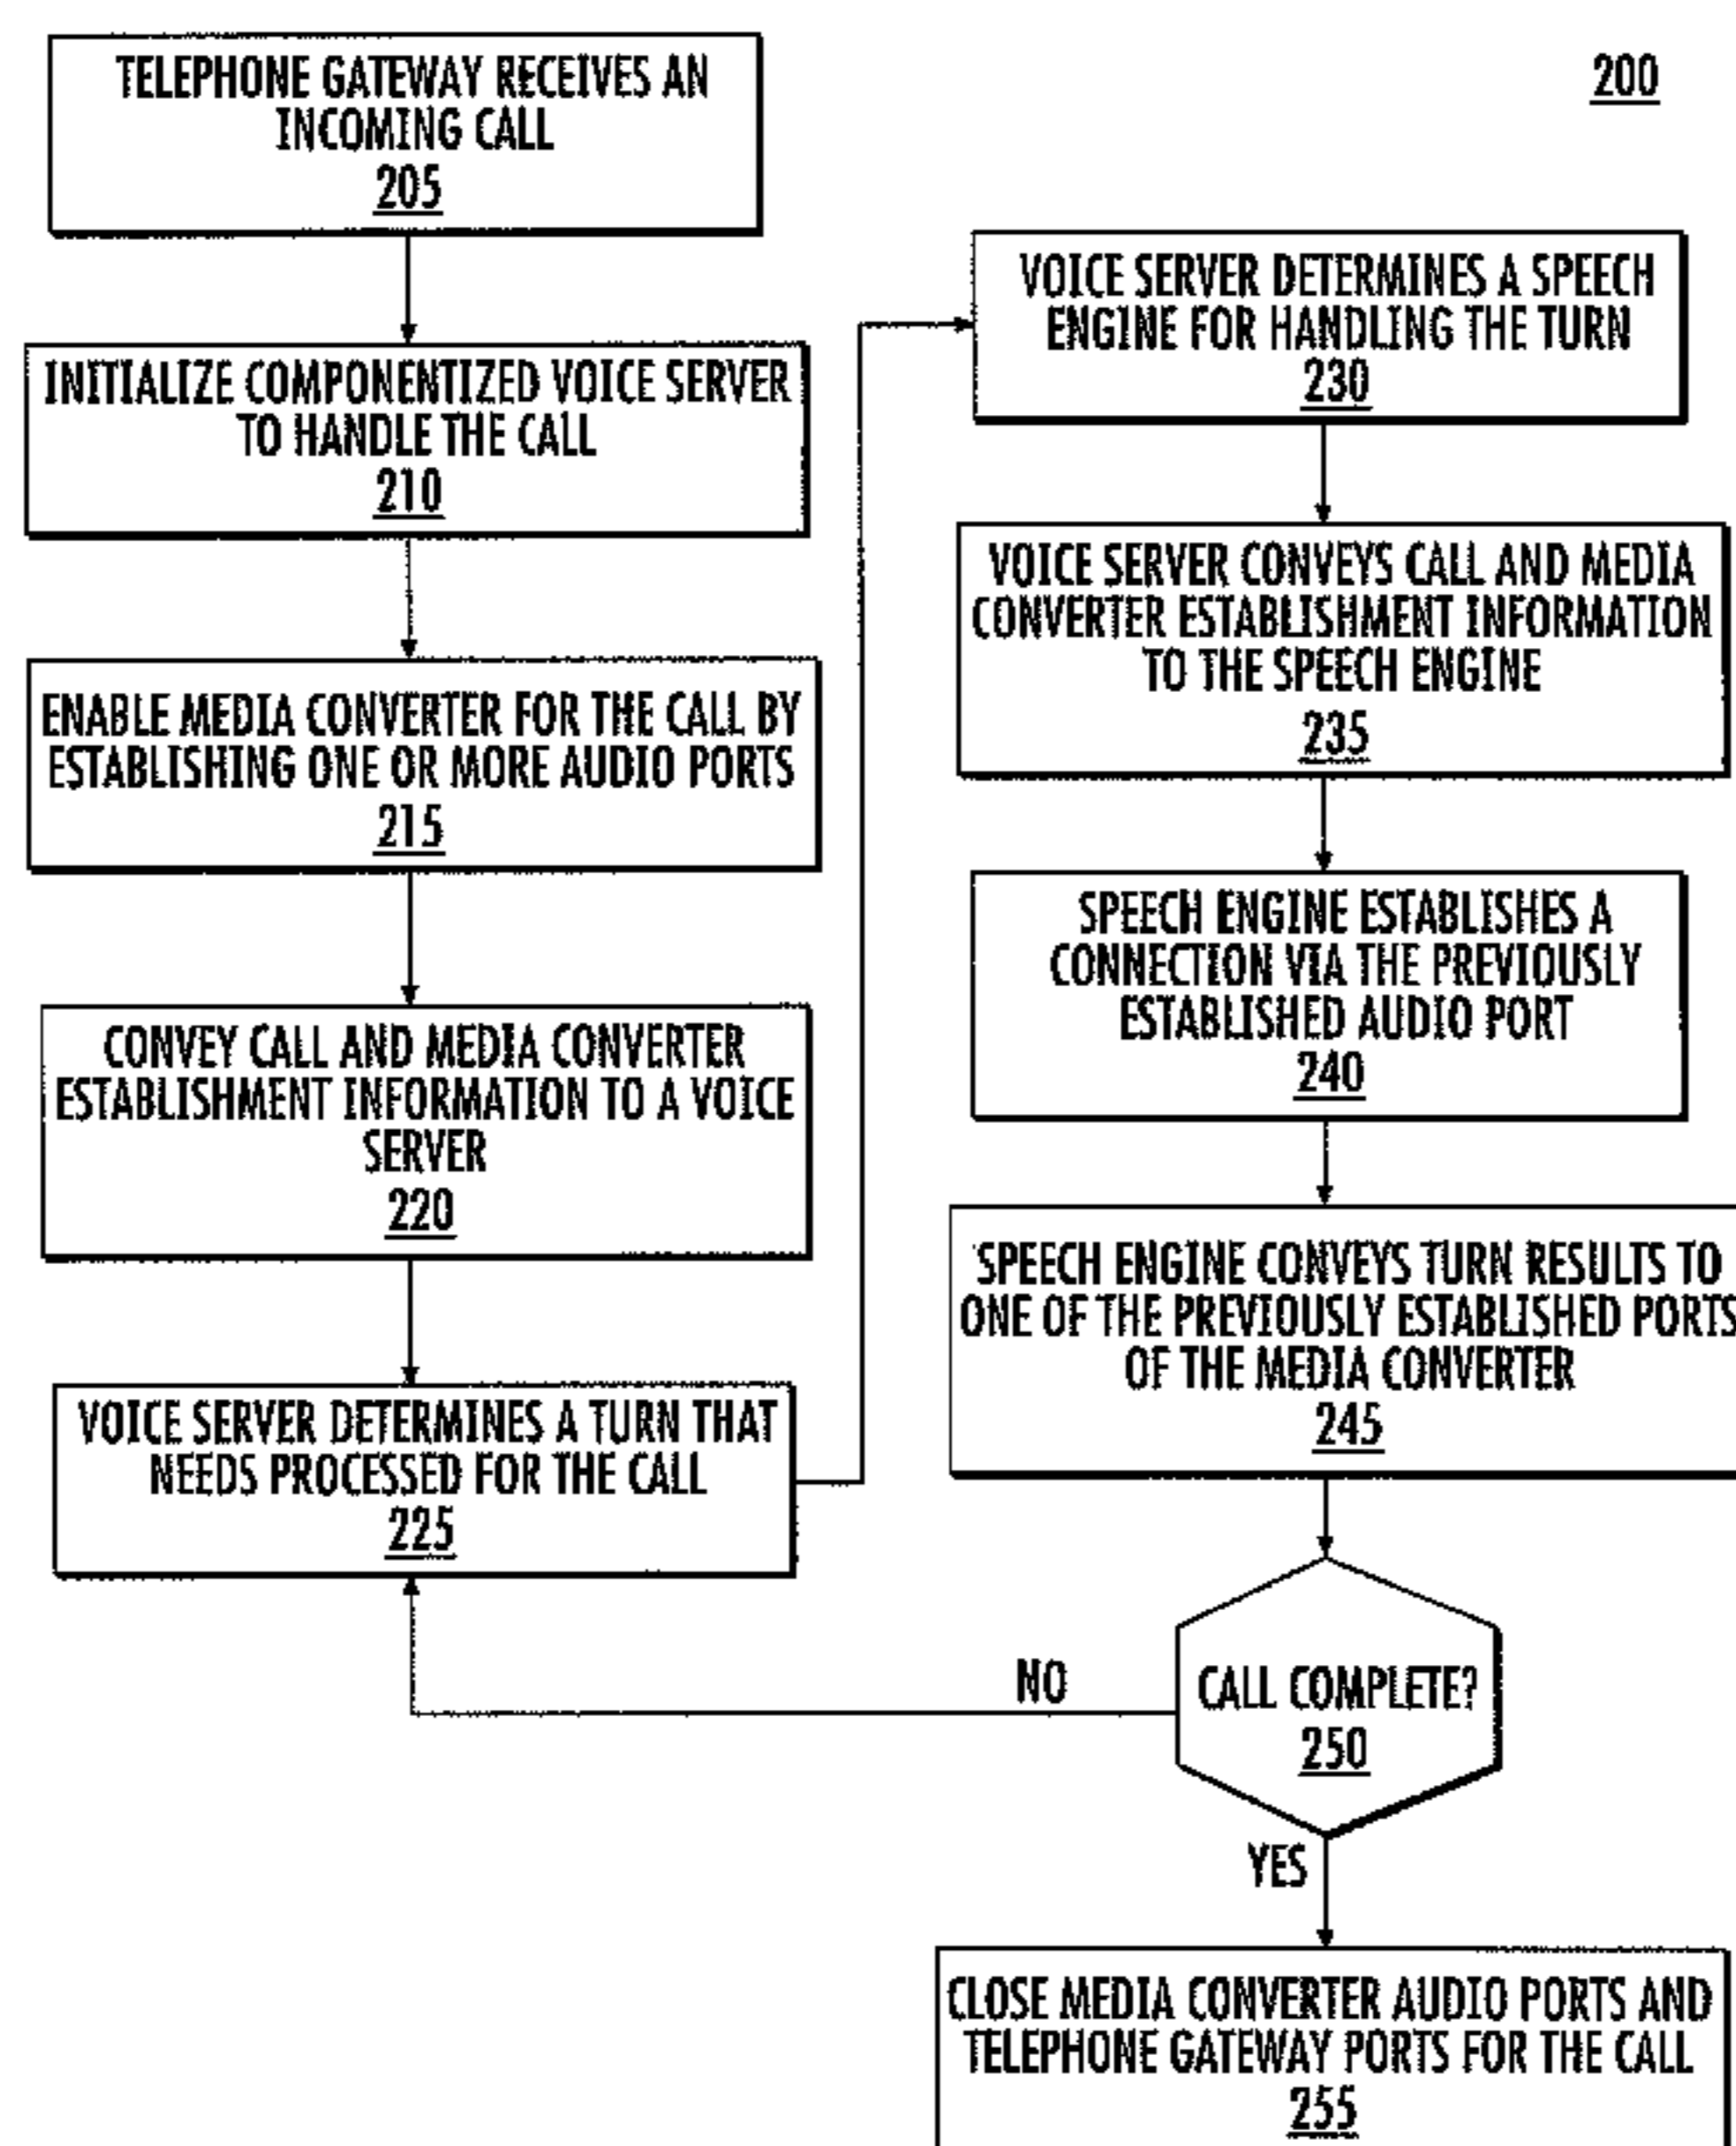 200
TELEPHONE GATEWAY RECEIVES AN
INCOMING CALL
205
INITIALIZE COMPONENTIZED VOICE SERVER
TO HANDLE THE CALL
210
ENABLE MEDIA CONVERTER FOR THE CALL BY
ESTABLISHING ONE OR MORE AUDIO PORTS
215
CONVEY CALL AND MEDIA CONVERTER
ESTABLISHMENT INFORMATION TO A VOICE
SERVER
220
VOICE SERVER DETERMINES A TURN THAT
NEEDS PROCESSED FOR THE CALL
225
VOICE SERVER DETERMINES A SPEECH
ENGINE FOR HANDLING THE TURN
230
VOICE SERVER CONVEYS CALL AND MEDIA
CONVERTER ESTABLISHMENT INFORMATION
TO THE SPEECH ENGINE
235
SPEECH ENGINE ESTABLISHES A
CONNECTION VIA THE PREVIOUSLY
ESTABLISHED AUDIO PORT
240
SPEECH ENGINE CONVEYS TURN RESULTS TO
ONE OF THE PREVIOUSLY ESTABLISHED PORTS
OF THE MEDIA CONVERTER
245
CALL COMPLETE?
250
NO
YES
CLOSE MEDIA CONVERTER AUDIO PORTS AND
TELEPHONE GATEWAY PORTS FOR THE CALL
255